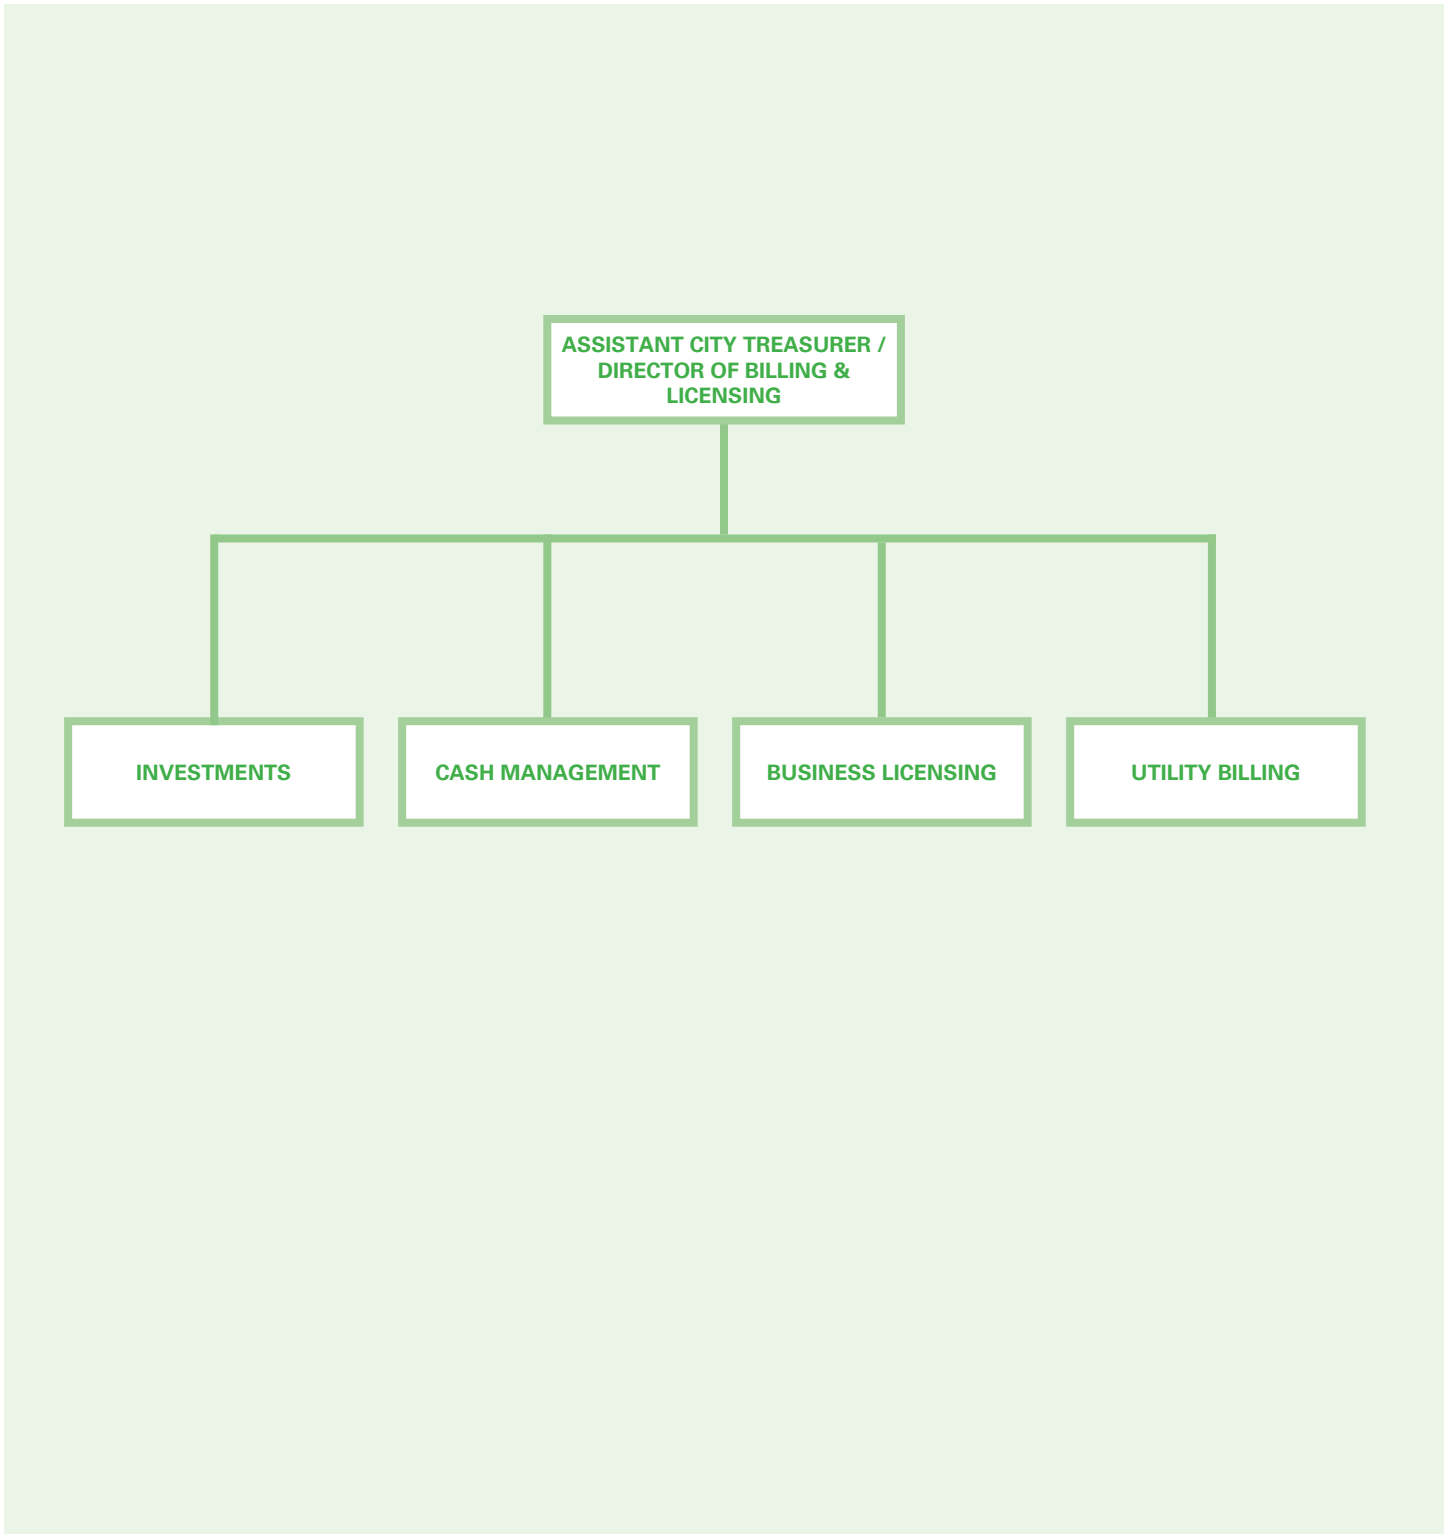 ASSISTANT CITY TREASURER /
DIRECTOR OF BILLING &
LICENSING
INVESTMENTS
CASH MANAGEMENT
BUSINESS LICENSING
UTILITY BILLING